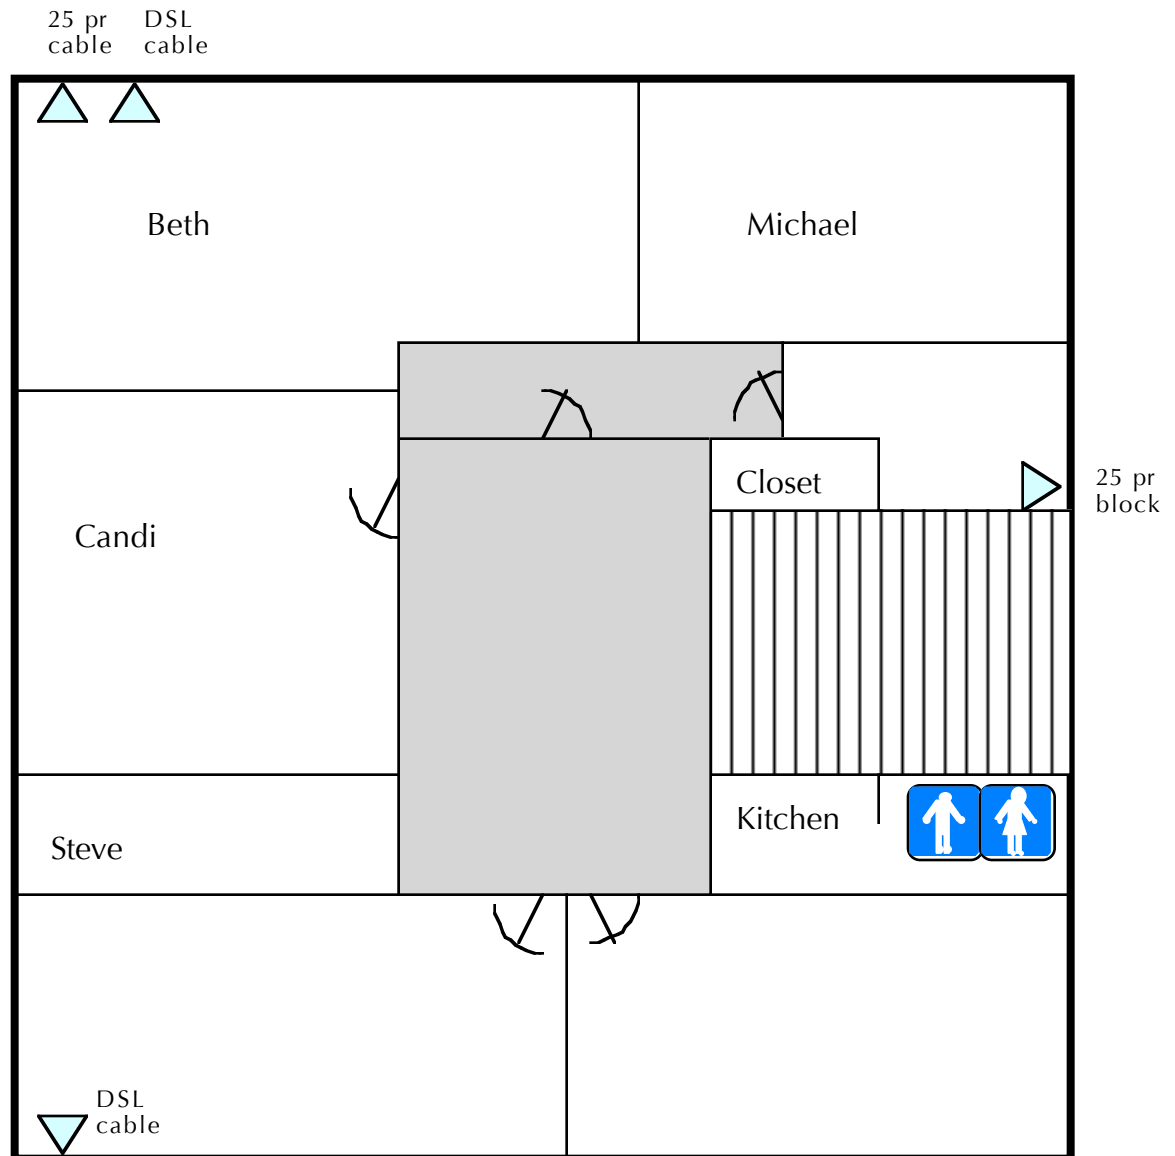 25 pr
cable
DSL
cable
Beth
Michael
Closet
25 pr
block
Candi
Kitchen
Steve
DSL
cable